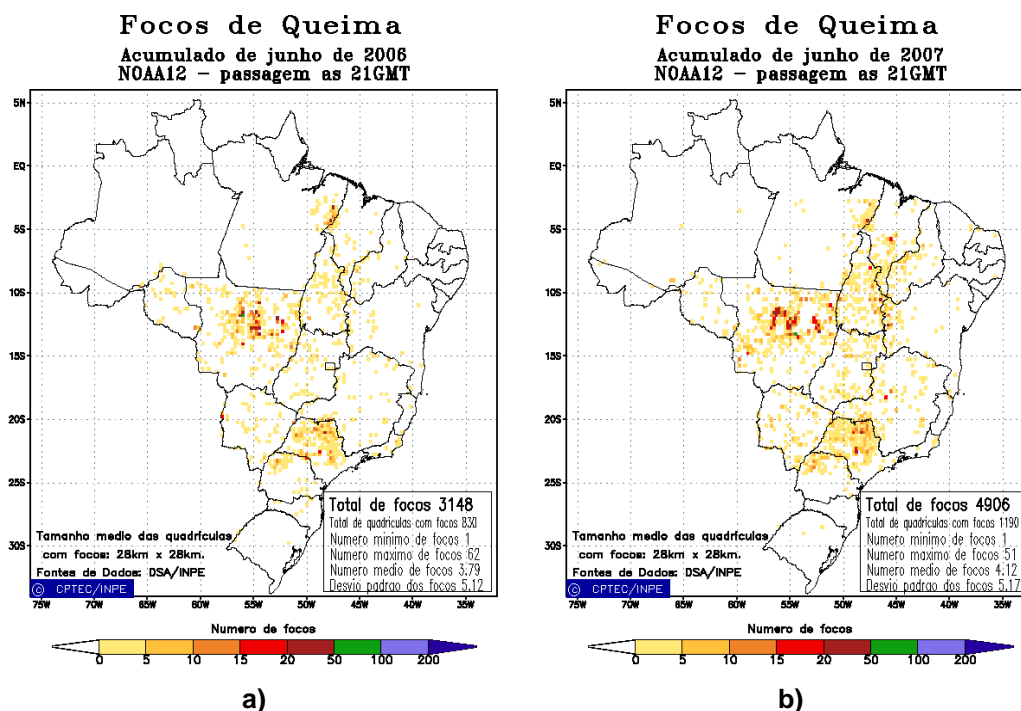 Focos de Queima
Acumulado de junho de 2006
NOAA12 – passagem as 21GMT
5N
EQ
5S
10S
15S
20S
25S
30S
75W 70W 65W 60W 55W 50W 45W 40W 35W
Tamanho medio das quadriculas
com focos: 28km x 28km.
Fontes de Dados: DSA/INPE
© CPTEC/INPE
Total de focos 3148
Total de quadriculas com focos 830
Numero minimo de focos 1
Numero maximo de focos 62
Numero medio de focos 3.79
Desvio padrao dos focos 5.12
Numero de focos
0 5 10 15 20 50 100 200
a)
Focos de Queima
Acumulado de junho de 2007
NOAA12 – passagem as 21GMT
5N
EQ
5S
10S
15S
20S
25S
30S
75W 70W 65W 60W 55W 50W 45W 40W 35W
Tamanho medio das quadriculas
com focos: 28km x 28km.
Fontes de Dados: DSA/INPE
© CPTEC/INPE
Total de focos 4906
Total de quadriculas com focos 1190
Numero minimo de focos 1
Numero maximo de focos 51
Numero medio de focos 4.12
Desvio padrao dos focos 5.17
Numero de focos
0 5 10 15 20 50 100 200
b)